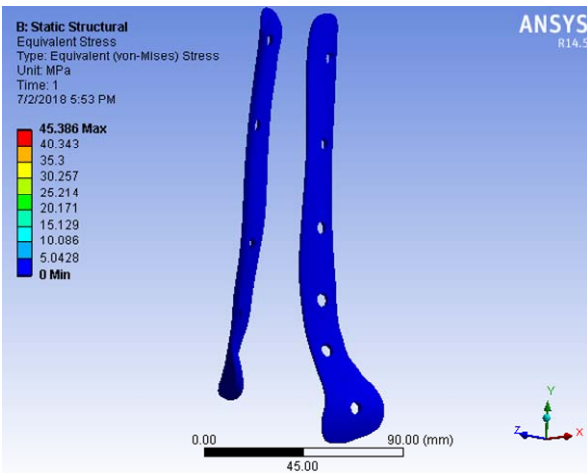 B: Static Structural
Equivalent Stress
Type: Equivalent (von-Mises) Stress
Unit: MPa
Time: 1
7/2/2018 5:53 PM
ANSYS
R14.5
45.386 Max
40.343
35.3
30.257
25.214
20.171
15.129
10.086
5.0428
0 Min
0.00 90.00 (mm)
45.00
Y
Z X